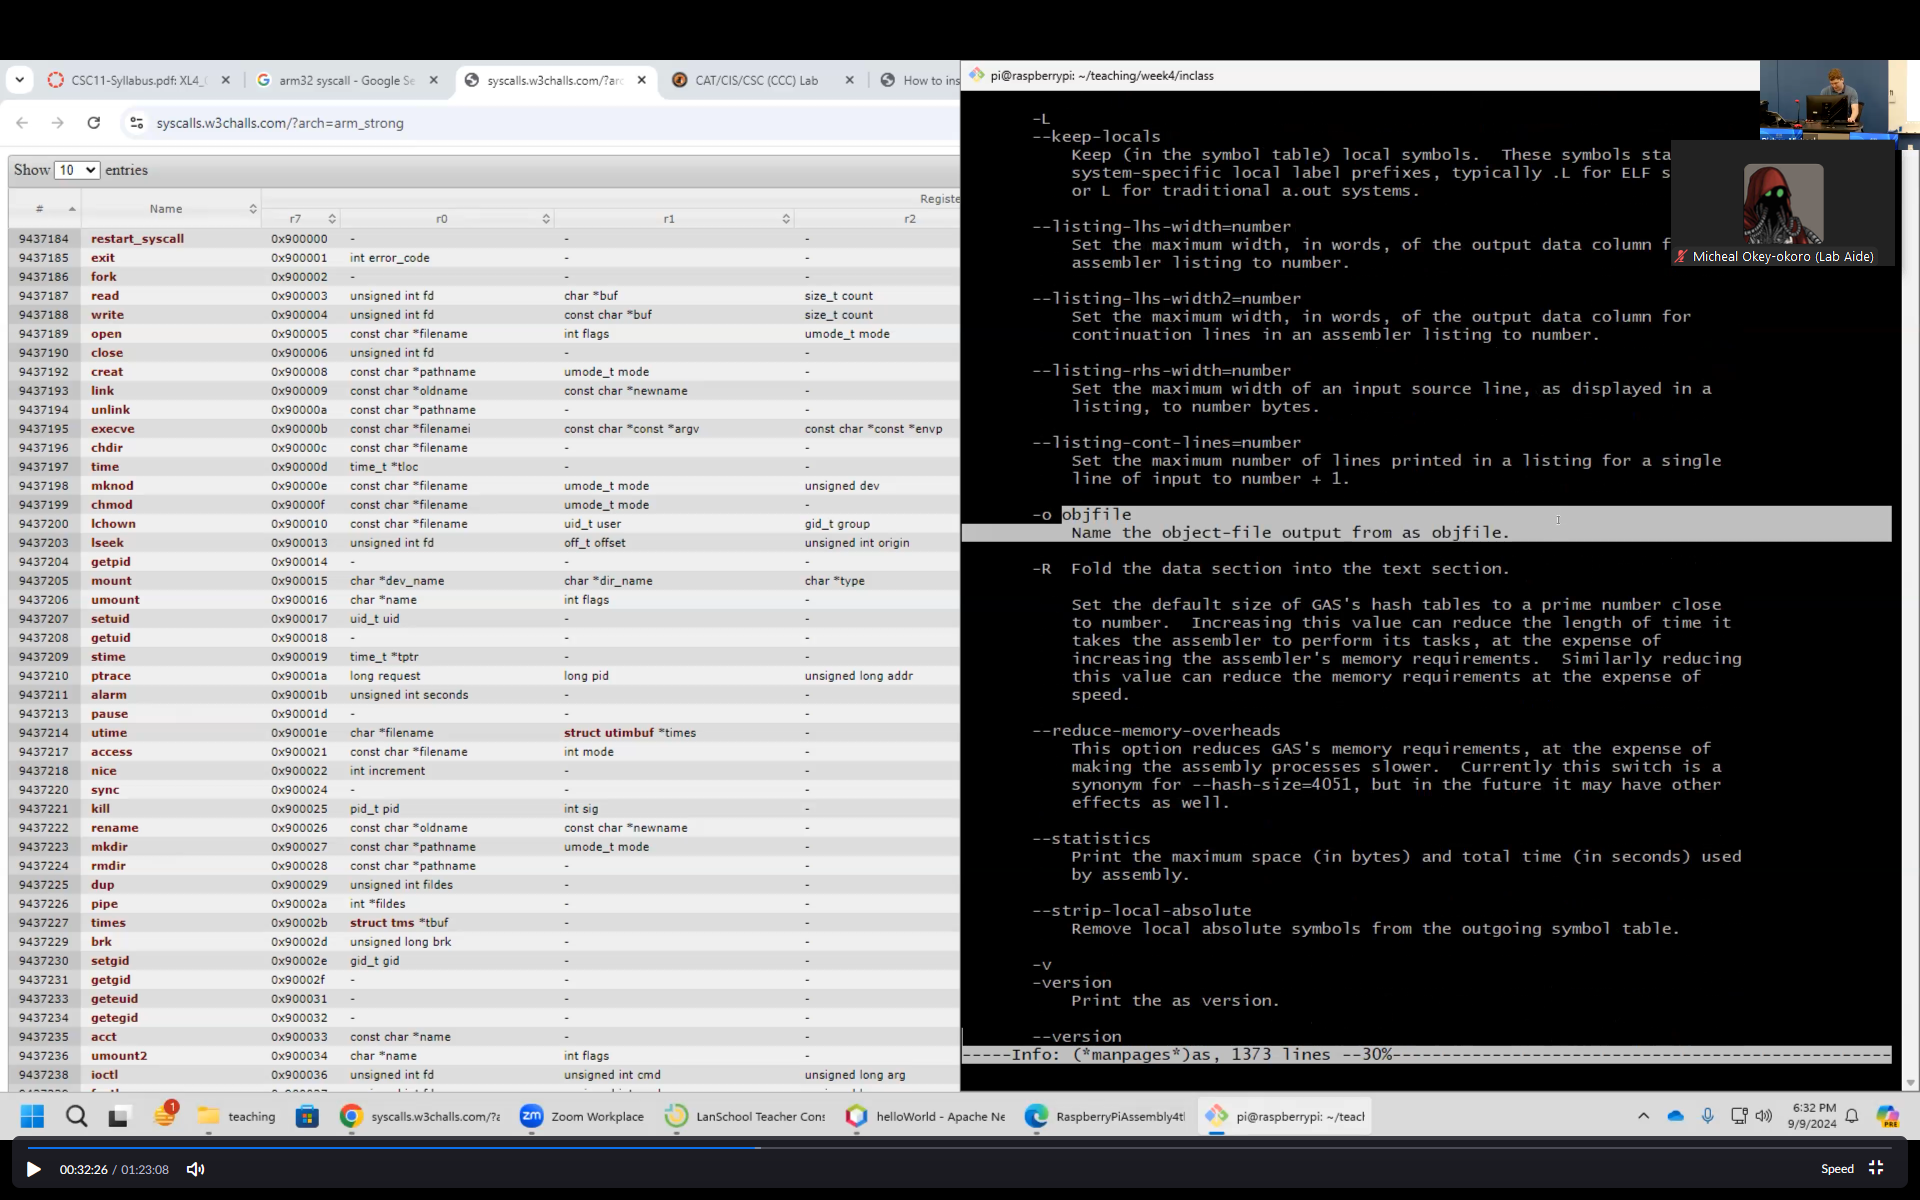 CSC11-Syllabus.pdf: XL4_
arm32 syscall - Google Se
syscalls.w3challs.com/?arc
CAT/CIS/CSC (CCC) Lab
How to ins
syscalls.w3challs.com/?arch=arm_strong
Show 10 entries
# Name Registe
r7 r0 r1 r2
9437184 restart_syscall 0x900000 - - -
9437185 exit 0x900001 int error_code - -
9437186 fork 0x900002 - - -
9437187 read 0x900003 unsigned int fd char *buf size_t count
9437188 write 0x900004 unsigned int fd const char *buf size_t count
9437189 open 0x900005 const char *filename int flags umode_t mode
9437190 close 0x900006 unsigned int fd - -
9437192 creat 0x900008 const char *pathname umode_t mode -
9437193 link 0x900009 const char *oldname const char *newname -
9437194 unlink 0x90000a const char *pathname - -
9437195 execve 0x90000b const char *filenamei const char *const *argv const char *const *envp
9437196 chdir 0x90000c const char *filename - -
9437197 time 0x90000d time_t *tloc - -
9437198 mknod 0x90000e const char *filename umode_t mode unsigned dev
9437199 chmod 0x90000f const char *filename umode_t mode -
9437200 lchown 0x900010 const char *filename uid_t user gid_t group
9437203 lseek 0x900013 unsigned int fd off_t offset unsigned int origin
9437204 getpid 0x900014 - - -
9437205 mount 0x900015 char *dev_name char *dir_name char *type
9437206 umount 0x900016 char *name int flags -
9437207 setuid 0x900017 uid_t uid - -
9437208 getuid 0x900018 - - -
9437209 stime 0x900019 time_t *tptr - -
9437210 ptrace 0x90001a long request long pid unsigned long addr
9437211 alarm 0x90001b unsigned int seconds - -
9437213 pause 0x90001d - - -
9437214 utime 0x90001e char *filename struct utimbuf *times -
9437217 access 0x900021 const char *filename int mode -
9437218 nice 0x900022 int increment - -
9437220 sync 0x900024 - - -
9437221 kill 0x900025 pid_t pid int sig -
9437222 rename 0x900026 const char *oldname const char *newname -
9437223 mkdir 0x900027 const char *pathname umode_t mode -
9437224 rmdir 0x900028 const char *pathname - -
9437225 dup 0x900029 unsigned int fildes - -
9437226 pipe 0x90002a int *fildes - -
9437227 times 0x90002b struct tms *tbuf - -
9437229 brk 0x90002d unsigned long brk - -
9437230 setgid 0x90002e gid_t gid - -
9437231 getgid 0x90002f - - -
9437233 geteuid 0x900031 - - -
9437234 getegid 0x900032 - - -
9437235 acct 0x900033 const char *name - -
9437236 umount2 0x900034 char *name int flags -
9437238 ioctl 0x900036 unsigned int fd unsigned int cmd unsigned long arg
pi@raspberrypi: ~/teaching/week4/inclass
-L
--keep-locals
Keep (in the symbol table) local symbols. These symbols sta
system-specific local label prefixes, typically .L for ELF s
or L for traditional a.out systems.
--listing-lhs-width=number
Set the maximum width, in words, of the output data column f
assembler listing to number.
--listing-lhs-width2=number
Set the maximum width, in words, of the output data column for
continuation lines in an assembler listing to number.
--listing-rhs-width=number
Set the maximum width of an input source line, as displayed in a
listing, to number bytes.
--listing-cont-lines=number
Set the maximum number of lines printed in a listing for a single
line of input to number + 1.
-o objfile
Name the object-file output from as objfile.
-R Fold the data section into the text section.
Set the default size of GAS's hash tables to a prime number close
to number. Increasing this value can reduce the length of time it
takes the assembler to perform its tasks, at the expense of
increasing the assembler's memory requirements. Similarly reducing
this value can reduce the memory requirements at the expense of
speed.
--reduce-memory-overheads
This option reduces GAS's memory requirements, at the expense of
making the assembly processes slower. Currently this switch is a
synonym for --hash-size=4051, but in the future it may have other
effects as well.
--statistics
Print the maximum space (in bytes) and total time (in seconds) used
by assembly.
--strip-local-absolute
Remove local absolute symbols from the outgoing symbol table.
-v
-version
Print the as version.
--version
-----Info: (*manpages*)as, 1373 lines --30%--------------------------------------------------------
Micheal Okey-okoro (Lab Aide)
1
teaching
syscalls.w3challs.com/?a
zm Zoom Workplace
LanSchool Teacher Cons
helloWorld - Apache Ne
RaspberryPiAssembly4tl
pi@raspberrypi: ~/teach
6:32 PM
9/9/2024
PRE
00:32:26 / 01:23:08
Speed